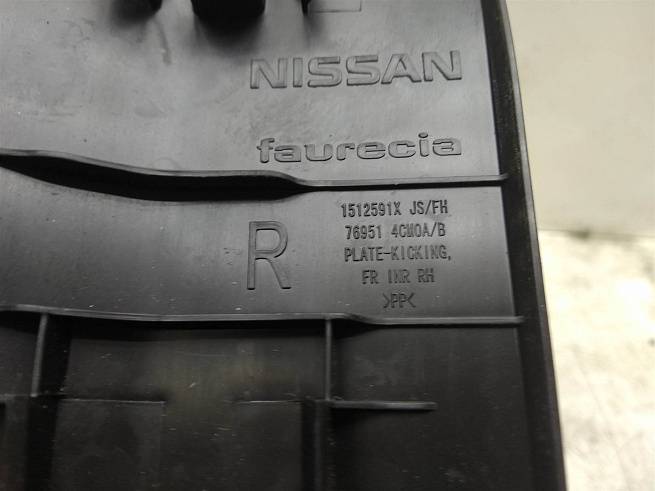 NISSAN
faurecia
R
1512591X JS/FH
76951 4CM0A/B
PLATE-KICKING,
FR INR RH
>PP<